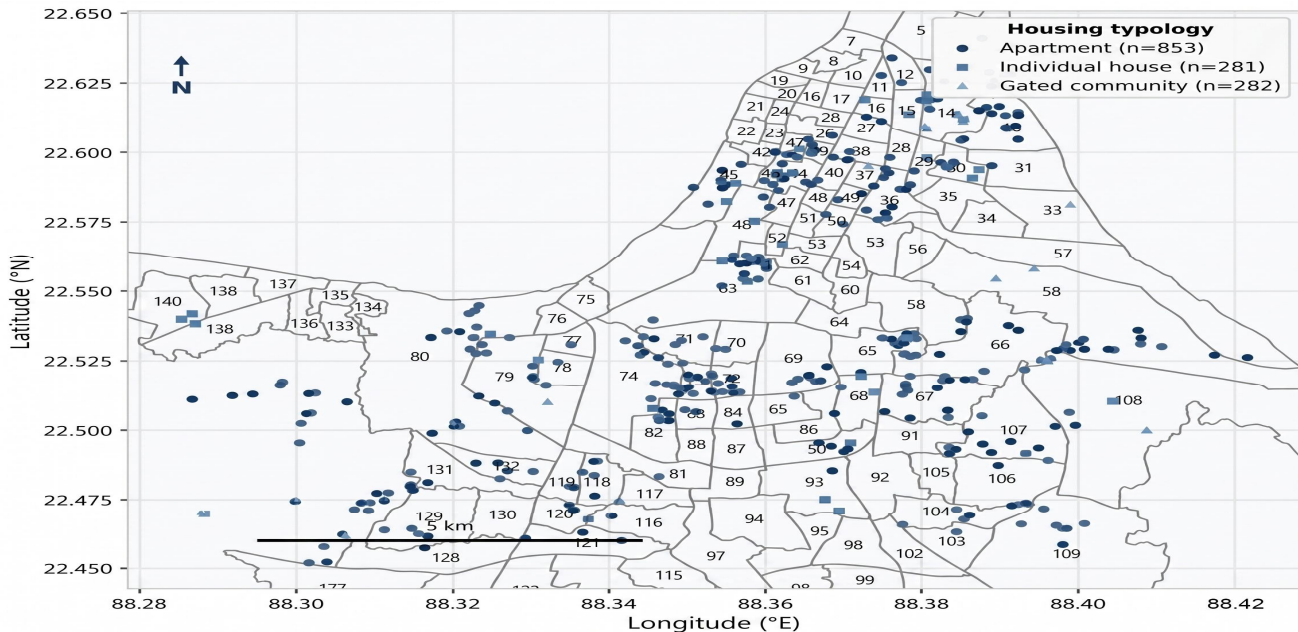 Housing typology
Apartment (n=853)
Individual house (n=281)
Gated community (n=282)
N
22.650
22.625
22.600
22.575
22.550
22.525
22.500
22.475
22.450
Latitude (°N)
7 5
8
9 10 12
19 11
20 16 17 16 15 14
21 24 28
22 23 26 27
47
42 38 28
29 30 31
45 40 37
48 49 36 35
47 33
48 51 50 34
52 53 53 56
62 57
54
63 61 60 58
140 138 137 135 134 75 58
138 136 133 76 64
77 71 70 65 66
80 79 78 74 72 69
68 67 108
83 84 65
82 86 91 107
88 87 50
131 132 119 118 81 89 93 92 105 106
117
129 130 120 116 94 104
5 km 95 103
128 121 97 98 102 109
115 99
88.28 88.30 88.32 88.34 88.36 88.38 88.40 88.42
Longitude (°E)